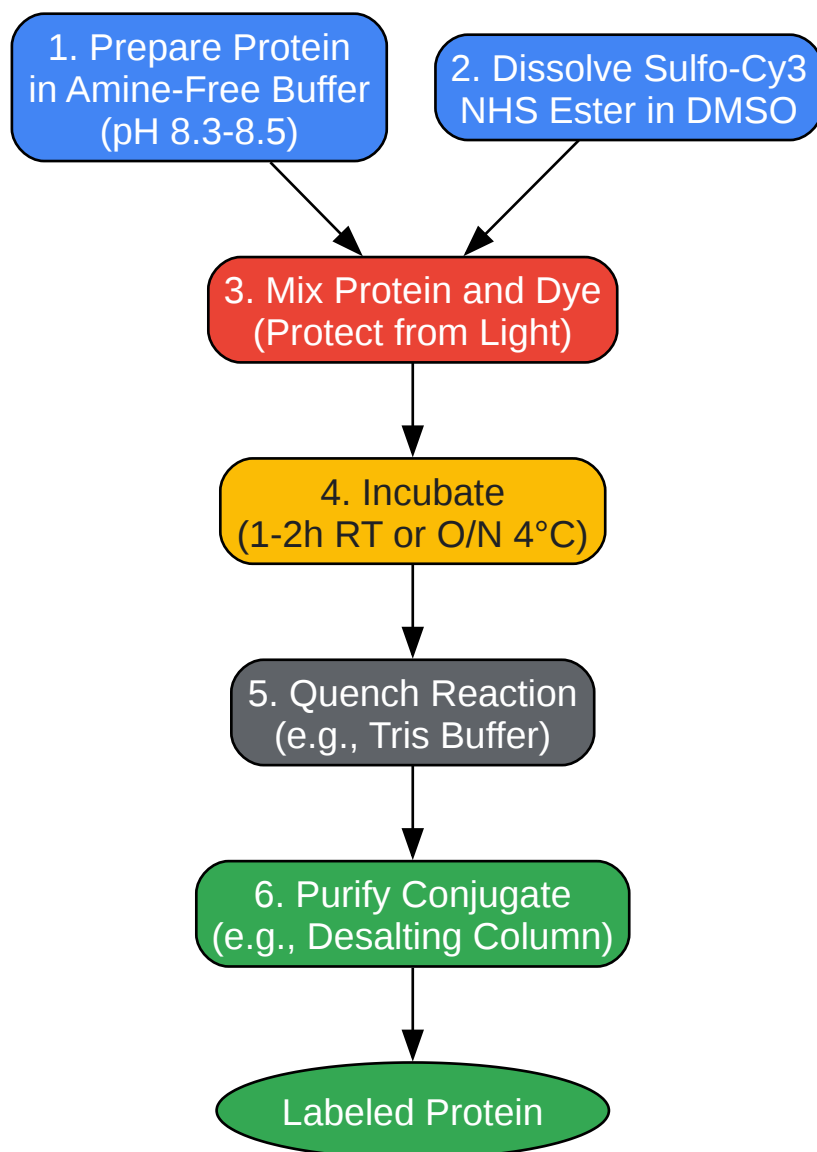 1. Prepare Protein
in Amine-Free Buffer
(pH 8.3-8.5)
2. Dissolve Sulfo-Cy3
NHS Ester in DMSO
3. Mix Protein and Dye
(Protect from Light)
4. Incubate
(1-2h RT or O/N 4°C)
5. Quench Reaction
(e.g., Tris Buffer)
6. Purify Conjugate
(e.g., Desalting Column)
Labeled Protein